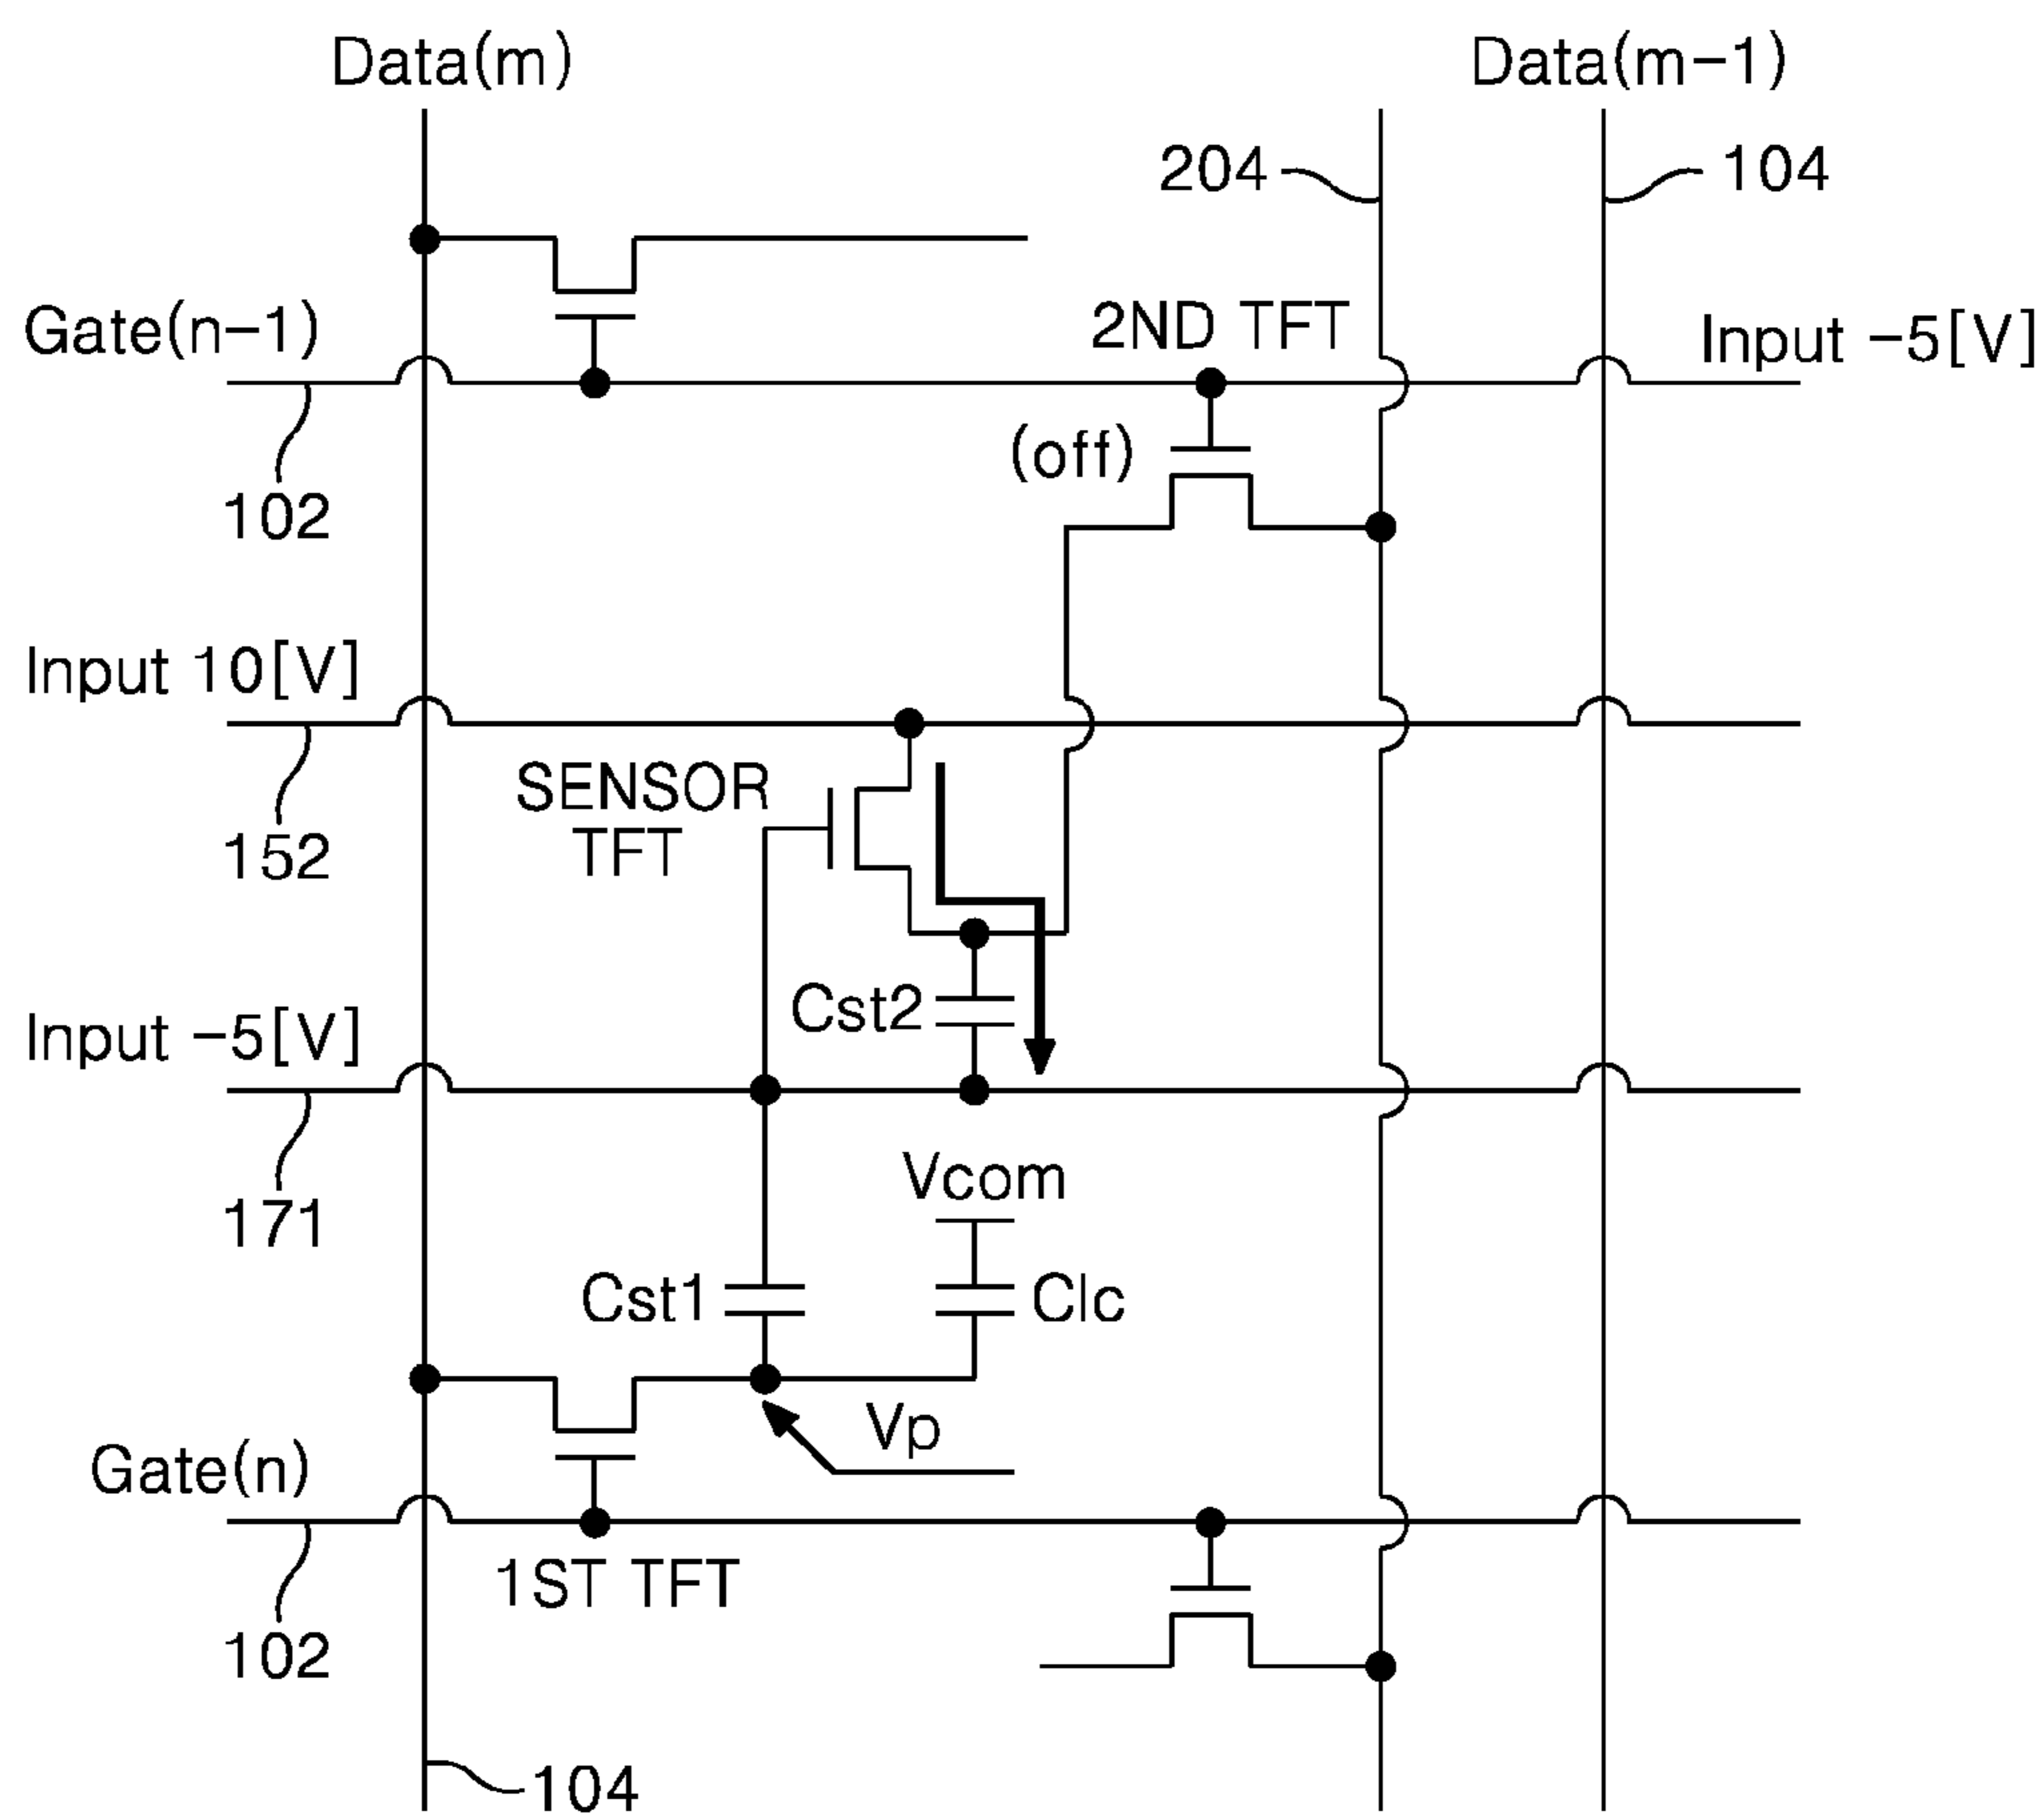 Data(m)
Data(m-1)
204
104
Gate(n-1)
2ND TFT
Input -5[V]
(off)
102
Input 10[V]
SENSOR
TFT
152
Cst2
Input -5[V]
Vcom
171
Cst1
Clc
Vp
Gate(n)
1ST TFT
102
104